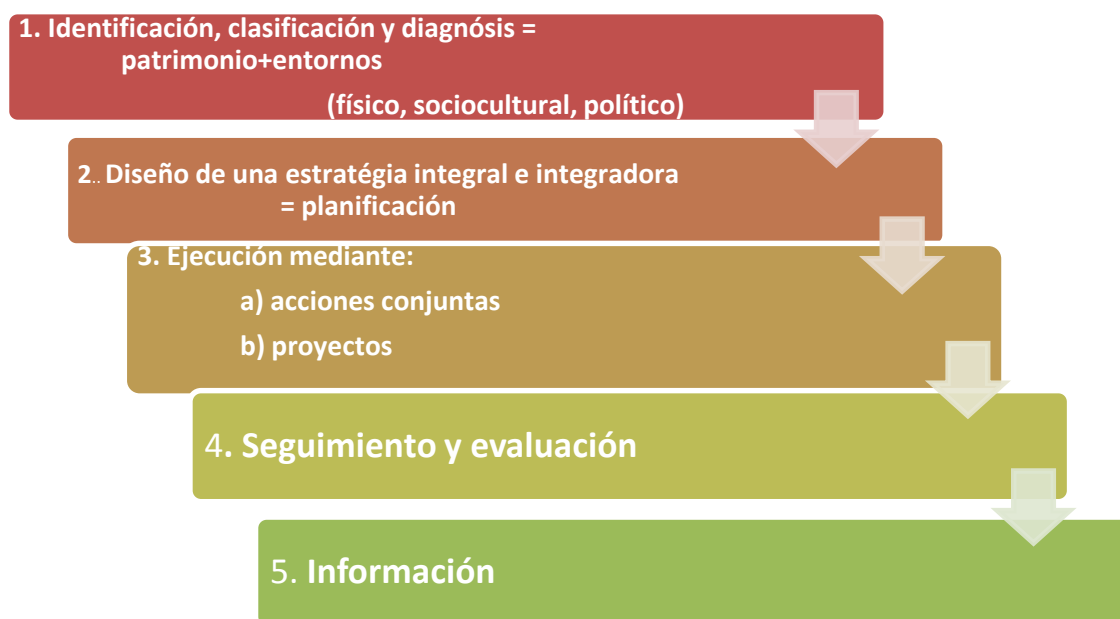 1. Identificación, clasificación y diagnósis =
patrimonio+entornos
(físico, sociocultural, político)
2.. Diseño de una estratégia integral e integradora
= planificación
3. Ejecución mediante:
a) acciones conjuntas
b) proyectos
4. Seguimiento y evaluación
5. Información